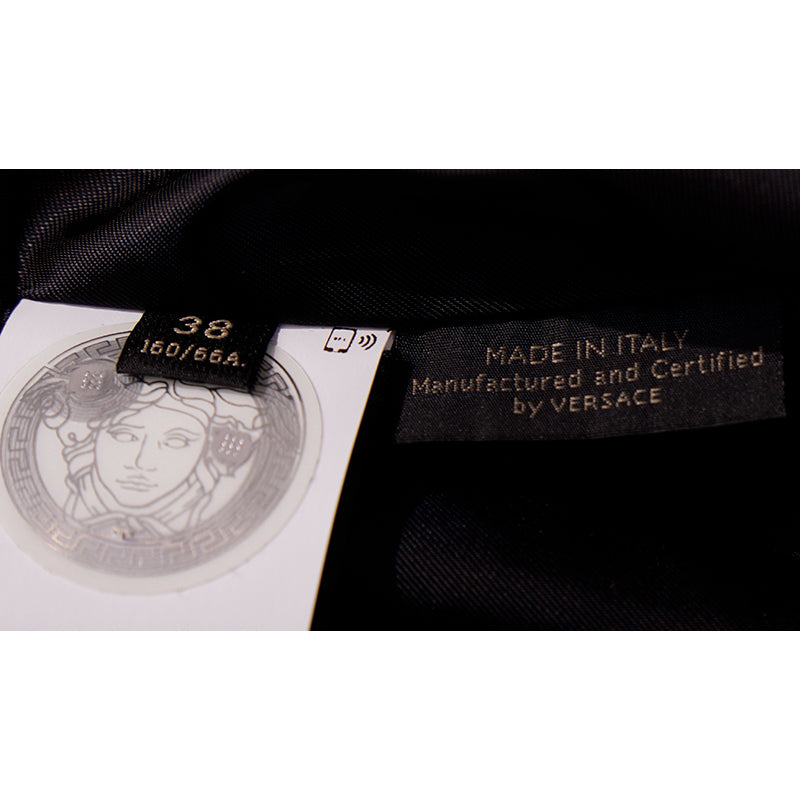 38
160/66A.
MADE IN ITALY
Manufactured and Certified
by VERSACE